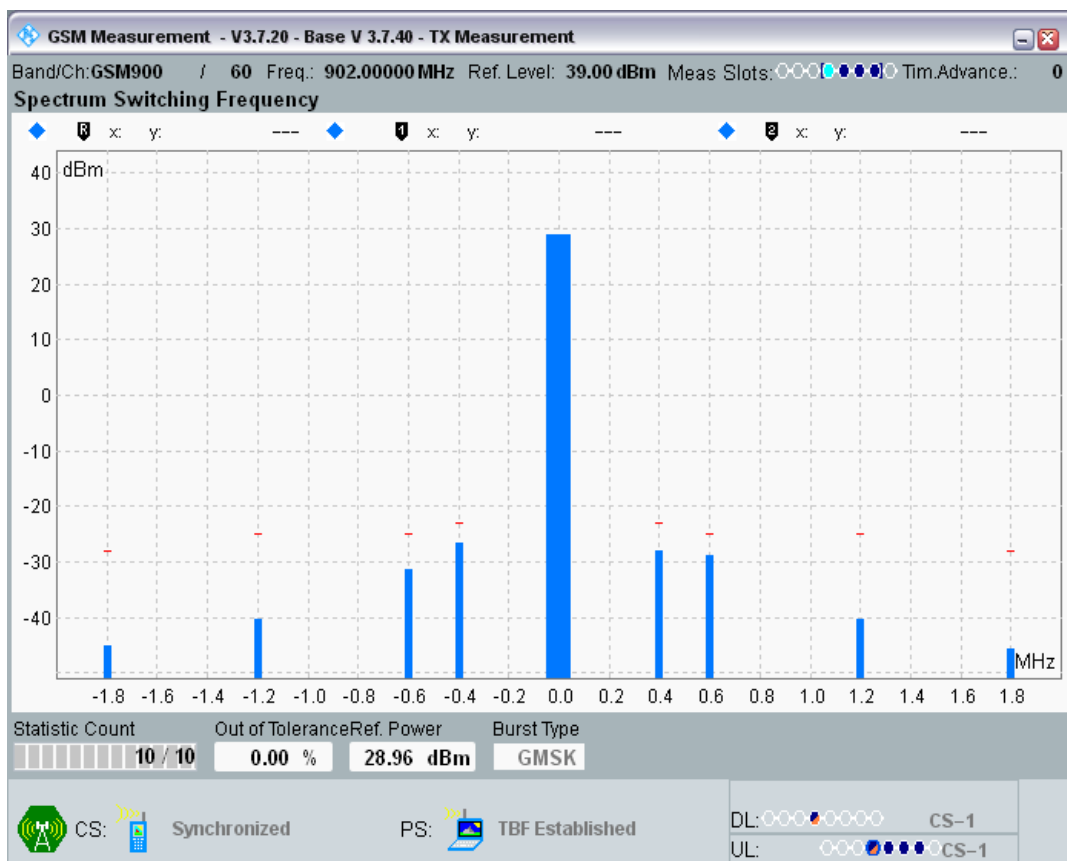 GSM Measurement - V3.7.20 - Base V 3.7.40 - TX Measurement
Band/Ch:GSM900 / 60 Freq.: 902.00000 MHz Ref. Level: 39.00 dBm Meas Slots: Tim.Advance.: 0
Spectrum Switching Frequency
R x: y: --- 1 x: y: --- 2 x: y: ---
dBm
40
30
20
10
0
-10
-20
-30
-40
MHz
-1.8 -1.6 -1.4 -1.2 -1.0 -0.8 -0.6 -0.4 -0.2 0.0 0.2 0.4 0.6 0.8 1.0 1.2 1.4 1.6 1.8
Statistic Count Out of Tolerance Ref. Power Burst Type
10 / 10 0.00 % 28.96 dBm GMSK
CS: Synchronized PS: TBF Established
DL: CS-1
UL: CS-1